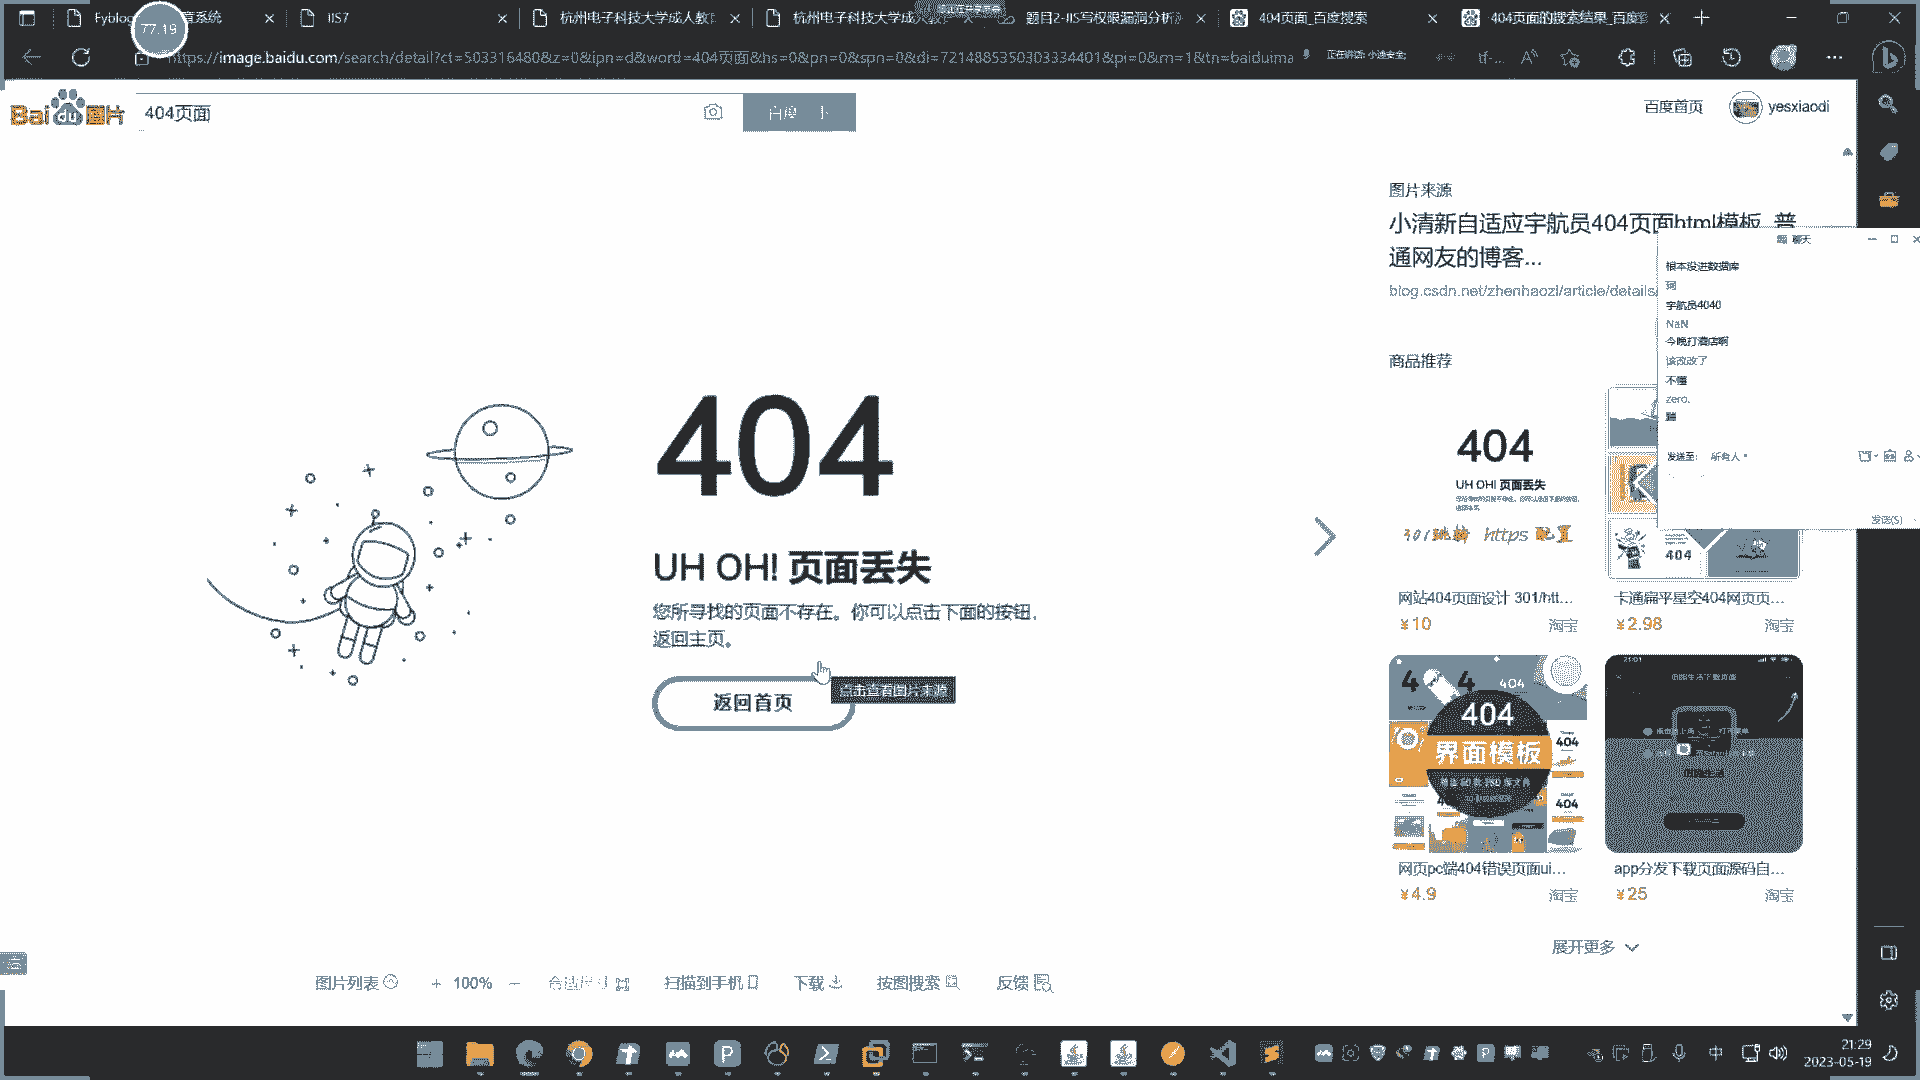 IIS7
杭州电子科技大学成人教育
杭州电子科技大学成人教
题目2-IIS写权限漏洞分析
404页面_百度搜索
404页面的搜索结果_百度
77.19
https://image.baidu.com/search/detail?ct=503316480&z=0&ipn=d&word=404页面&hs=0&pn=0&spn=0&di=7214885350303334401&pi=0&rn=1&tn=baiduima
Bai du 图片
404页面
百度一下
百度首页
yesxiaodi
图片来源
小清新自适应宇航员404页面html模板_普
通网友的博客...
blog.csdn.net/zhenhaozi/article/details/
聊天
根本没进数据库
宇航员4040
NaN
今晚打酒店啊
该改改了
不懂
zero.
发送至: 所有人
发送(S)
商品推荐
404
UH OH! 页面丢失
您所寻找的页面不存在。你可以点击下面的按钮,
返回主页。
返回首页
点击查看图片来源
404
UH OH! 页面丢失
301跳转 https 配置
网站404页面设计 301/htt...
¥10
淘宝
404
卡通扁平星空404网页页...
¥2.98
淘宝
404
404
界面模板
404
404
网页pc端404错误页面ui...
¥4.9
淘宝
app分发下载页面源码自...
¥25
淘宝
展开更多
图片列表
+ 100% −
合适尺寸
扫描到手机
下载
按图搜索
反馈
中
21:29
2023-05-19